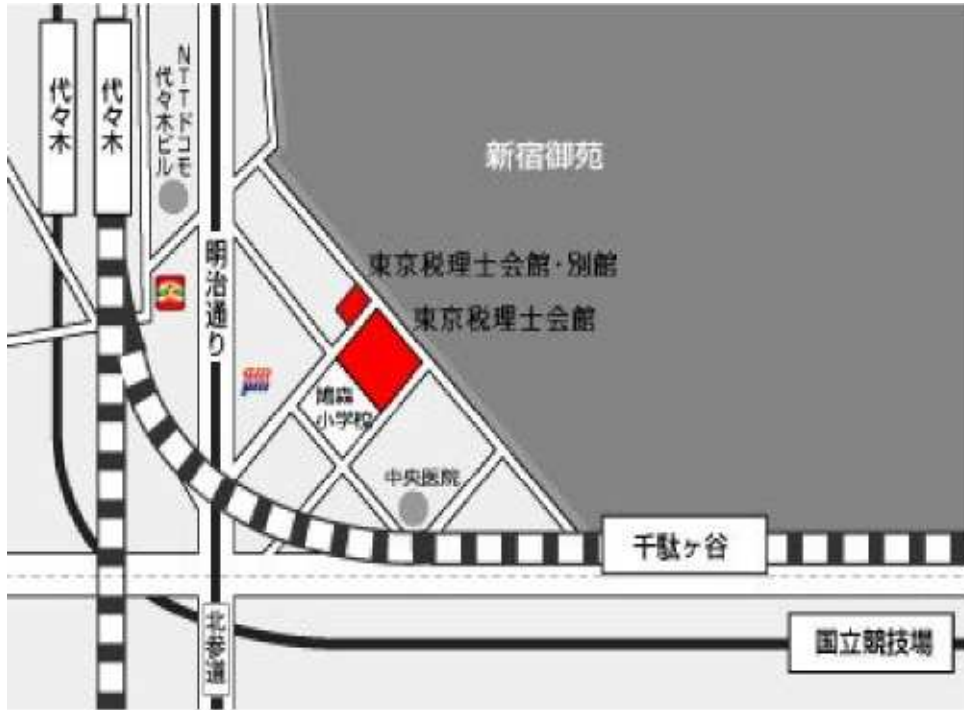 代々木
代々木
NTTドコモ
代々木ビル
新宿御苑
明治通り
東京税理士会館・別館
東京税理士会館
鳩森
小学校
中央医院
千駄ヶ谷
北参道
国立競技場